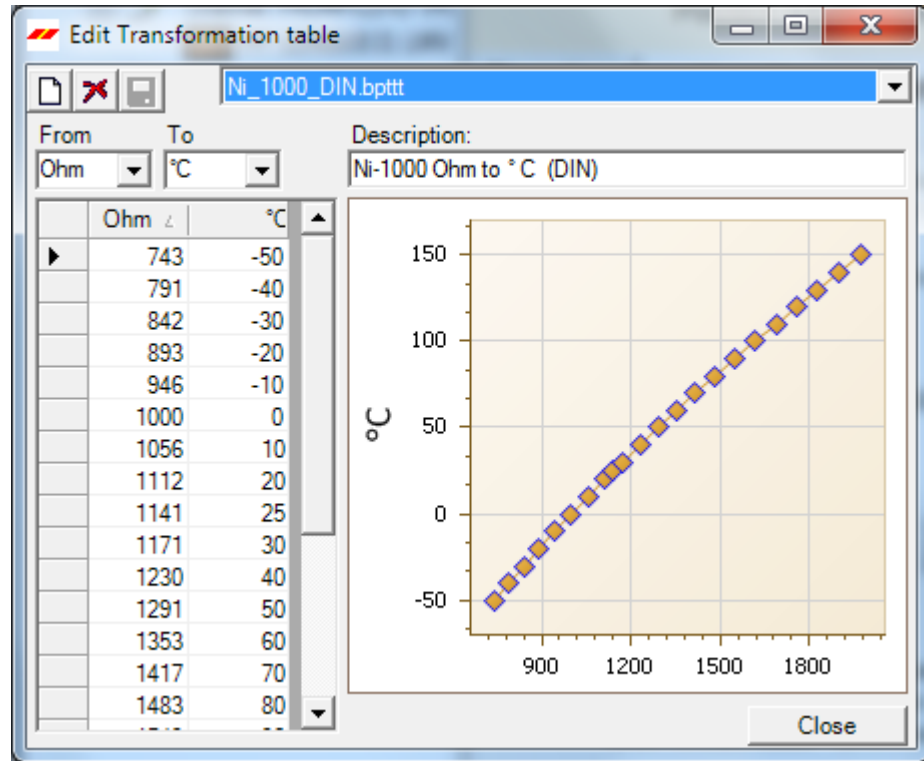 Edit Transformation table
Ni_1000_DIN.bpttt
From To Description:
Ohm °C Ni-1000 Ohm to ° C (DIN)
Ohm °C
743 -50
791 -40
842 -30
893 -20
946 -10
1000 0
1056 10
1112 20
1141 25
1171 30
1230 40
1291 50
1353 60
1417 70
1483 80
°C
150
100
50
0
-50
900 1200 1500 1800
Close